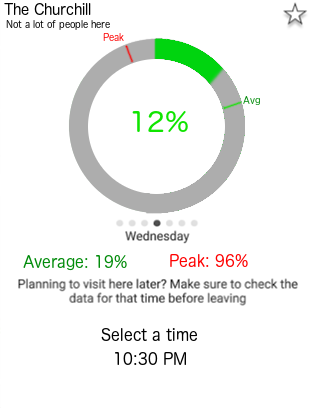 The Churchill
Not a lot of people here
Peak
Avg
12%
Wednesday
Average: 19%
Peak: 96%
Planning to visit here later? Make sure to check the
data for that time before leaving
Select a time
10:30 PM